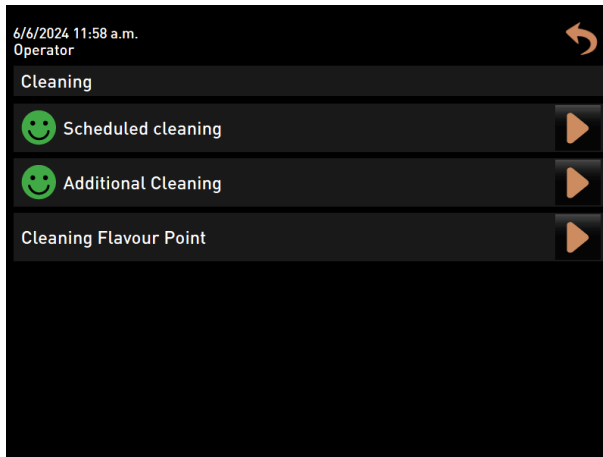 6/6/2024 11:58 a.m.
Operator
Cleaning
Scheduled cleaning
Additional Cleaning
Cleaning Flavour Point